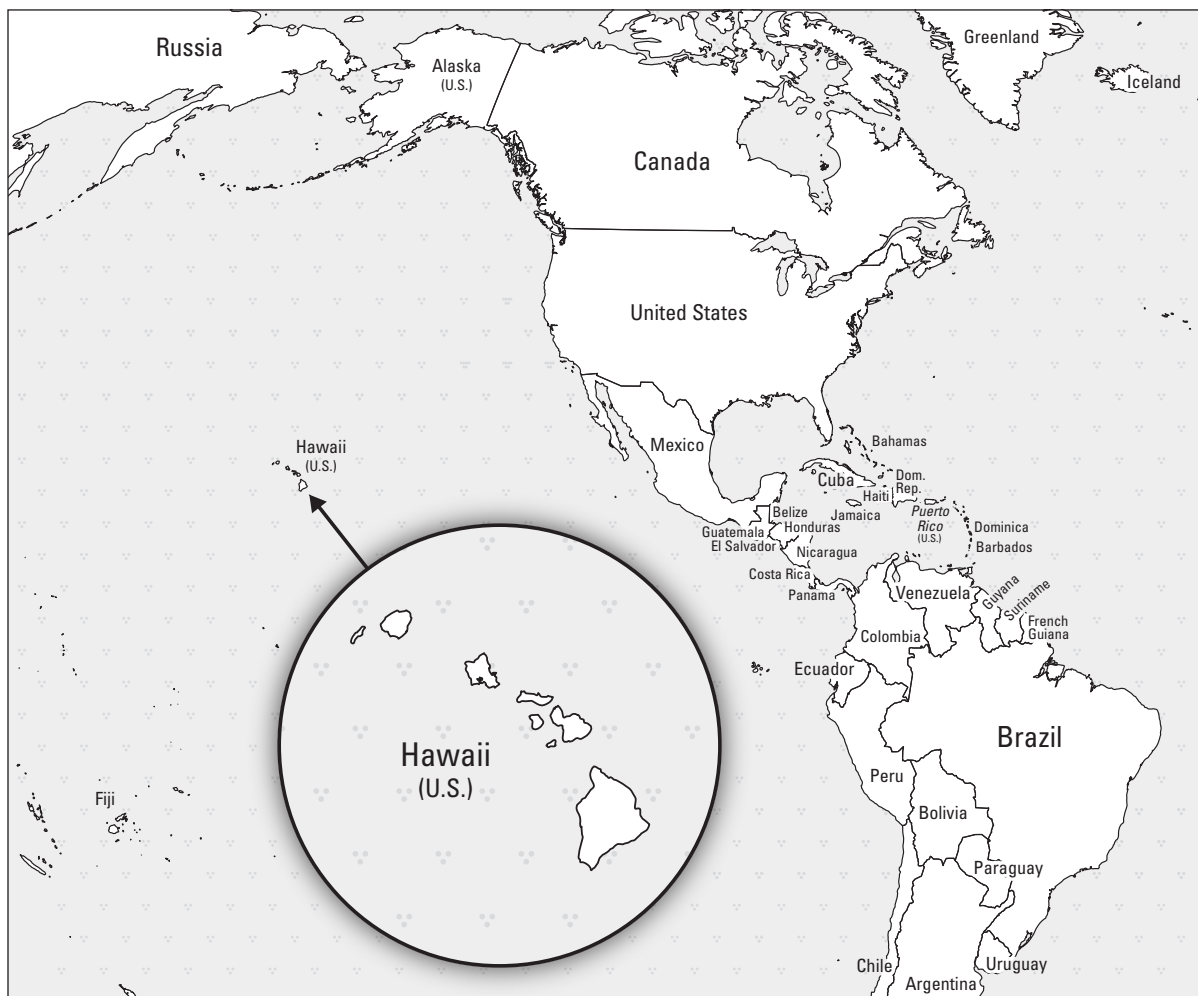 Russia
Alaska
(U.S.)
Greenland
Iceland
Canada
United States
Hawaii
(U.S.)
Mexico
Bahamas
Cuba
Dom.
Rep.
Haiti
Jamaica
Puerto
Rico
(U.S.)
Belize
Honduras
Guatemala
El Salvador
Nicaragua
Dominica
Barbados
Costa Rica
Panama
Venezuela
Guyana
Suriname
French
Guiana
Colombia
Ecuador
Brazil
Peru
Bolivia
Hawaii
(U.S.)
Fiji
Paraguay
Chile
Uruguay
Argentina